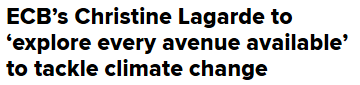 ECB’s Christine Lagarde to
‘explore every avenue available’
to tackle climate change